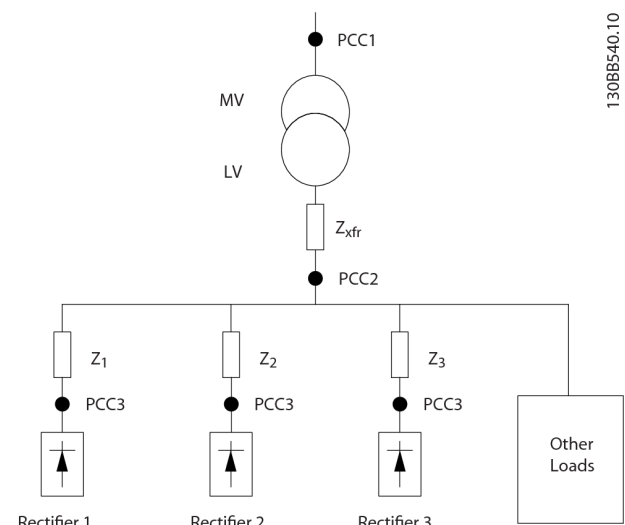 PCC1
130BB540.10
MV
LV
Zxfr
PCC2
Z1
Z2
Z3
PCC3
PCC3
PCC3
Other
Loads
Rectifier 1
Rectifier 2
Rectifier 3